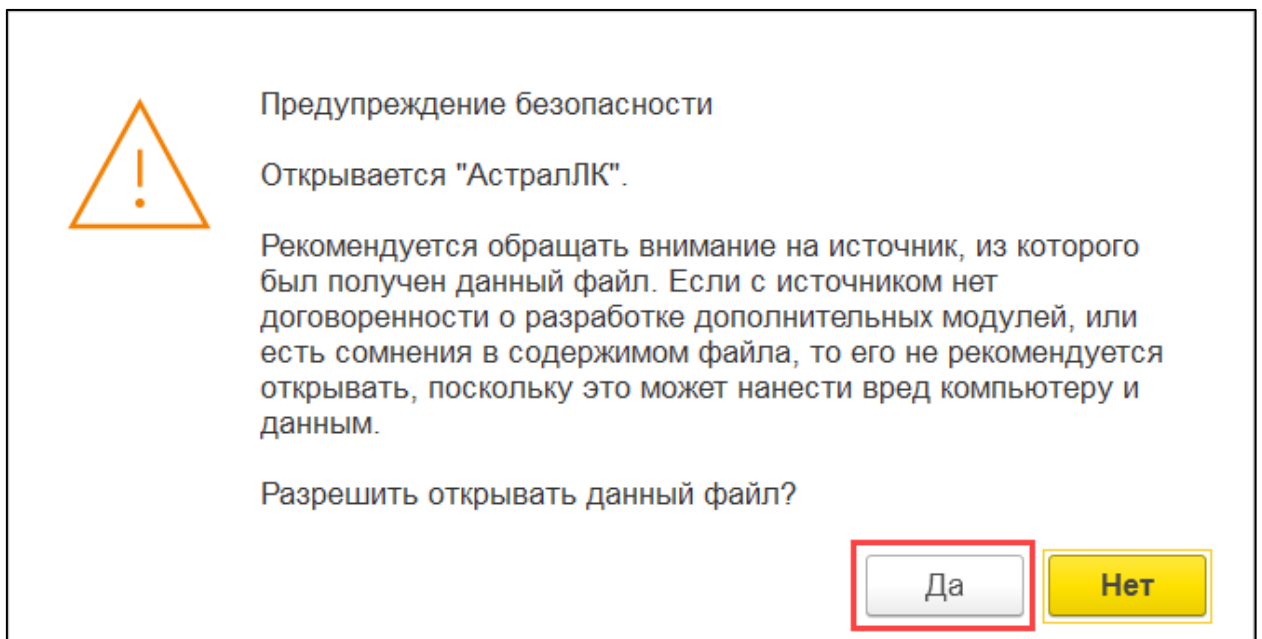 Предупреждение безопасности
Открывается "АстралЛК".
Рекомендуется обращать внимание на источник, из которого
был получен данный файл. Если с источником нет
договоренности о разработке дополнительных модулей, или
есть сомнения в содержимом файла, то его не рекомендуется
открывать, поскольку это может нанести вред компьютеру и
данным.
Разрешить открывать данный файл?
Да
Нет